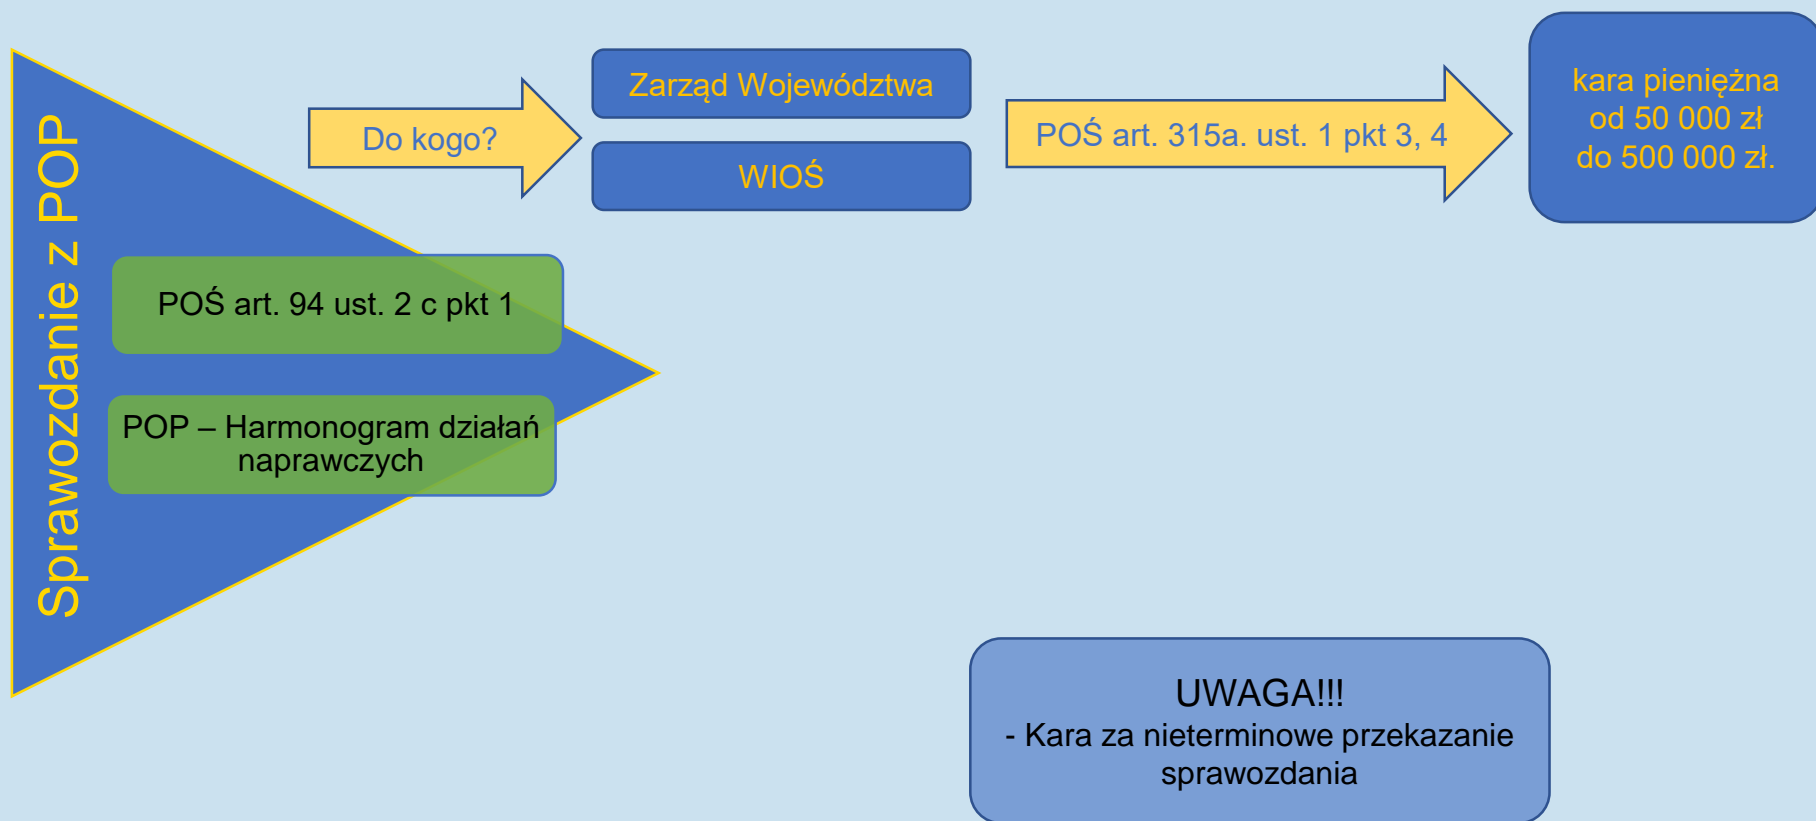 Sprawozdanie z POP
Do kogo?
Zarząd Województwa
WIOŚ
POŚ art. 315a. ust. 1 pkt 3, 4
kara pieniężna
od 50 000 zł
do 500 000 zł.
POŚ art. 94 ust. 2 c pkt 1
POP – Harmonogram działań
naprawczych
UWAGA!!!
- Kara za nieterminowe przekazanie
sprawozdania